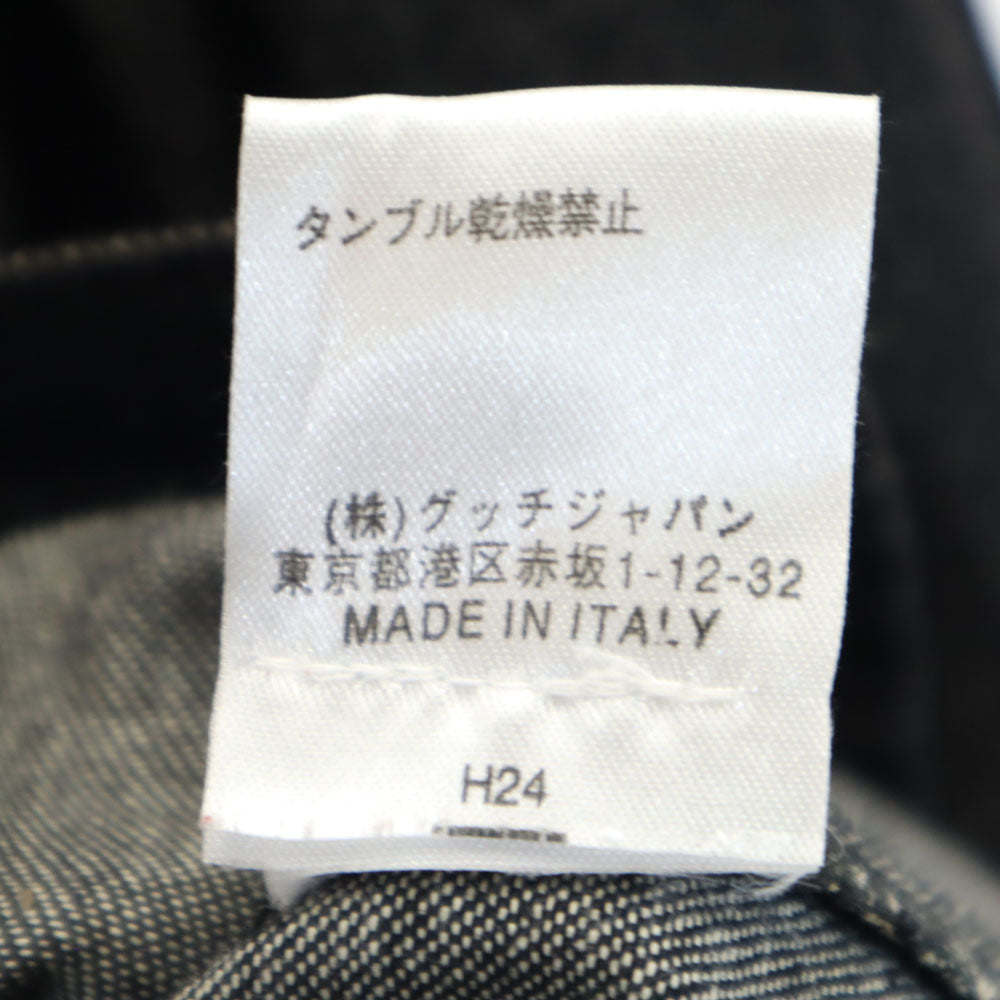 タンブル乾燥禁止
(株)グッチジャパン
東京都港区赤坂1-12-32
MADE IN ITALY
H24